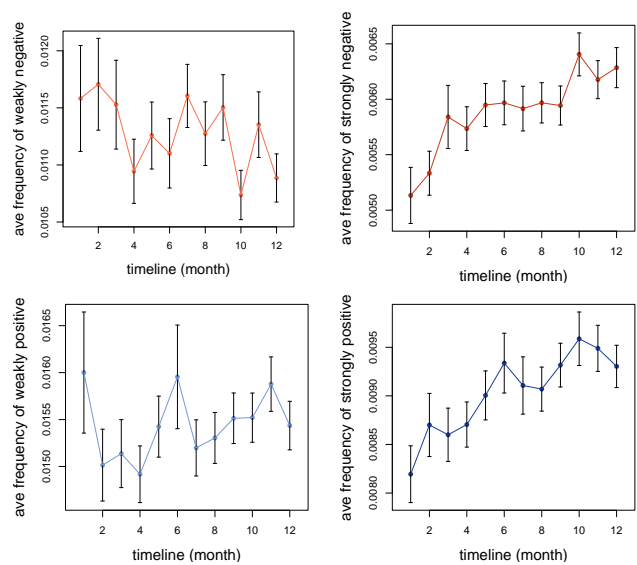 ave frequency of weakly negative
0.0120
0.0115
0.0110
0.0105
2 4 6 8 10 12
timeline (month)
ave frequency of strongly negative
0.0065
0.0060
0.0055
0.0050
2 4 6 8 10 12
timeline (month)
ave frequency of weakly positive
0.0165
0.0160
0.0155
0.0150
2 4 6 8 10 12
timeline (month)
ave frequency of strongly positive
0.0095
0.0090
0.0085
0.0080
2 4 6 8 10 12
timeline (month)